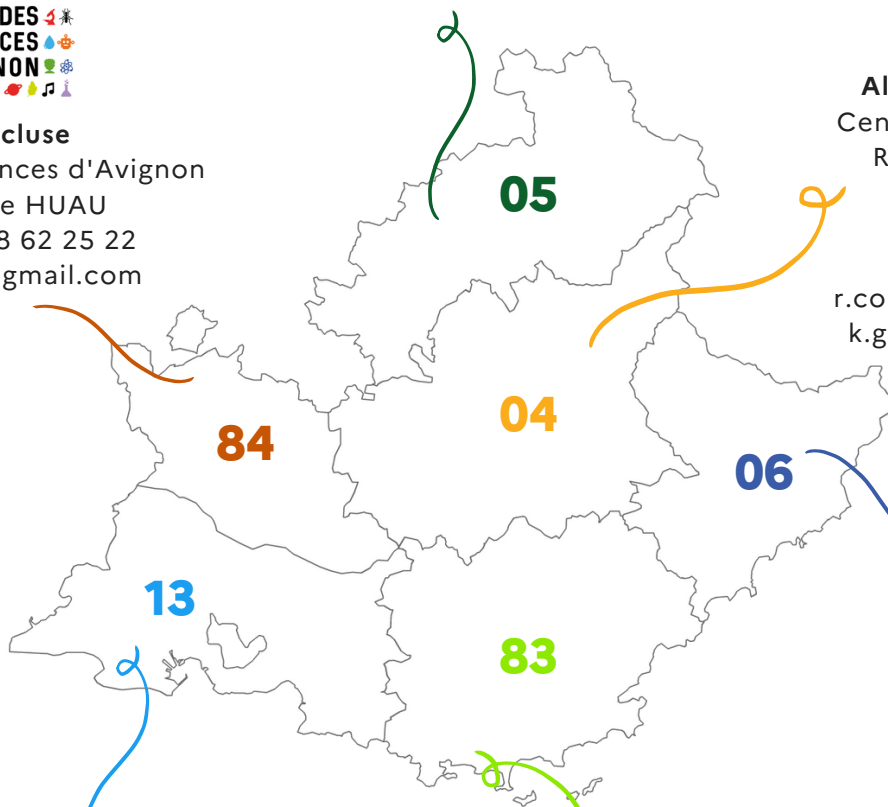 DES
CES
NON
cluse
nces d'Avignon
e HUAU
8 62 25 22
@gmail.com
Al
Cen
R
r.co
k.g
05
04
84
06
13
83